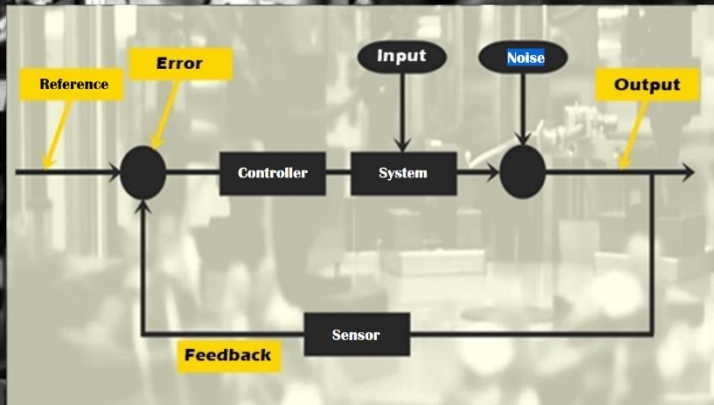 Input
Noise
Error
Reference
Output
Controller
System
Sensor
Feedback